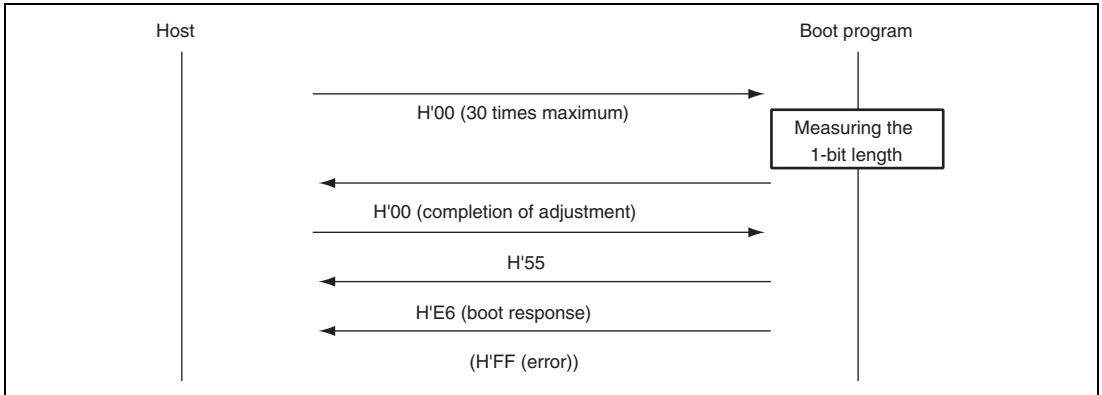 Host
Boot program
H'00 (30 times maximum)
Measuring the
1-bit length
H'00 (completion of adjustment)
H'55
H'E6 (boot response)
(H'FF (error))